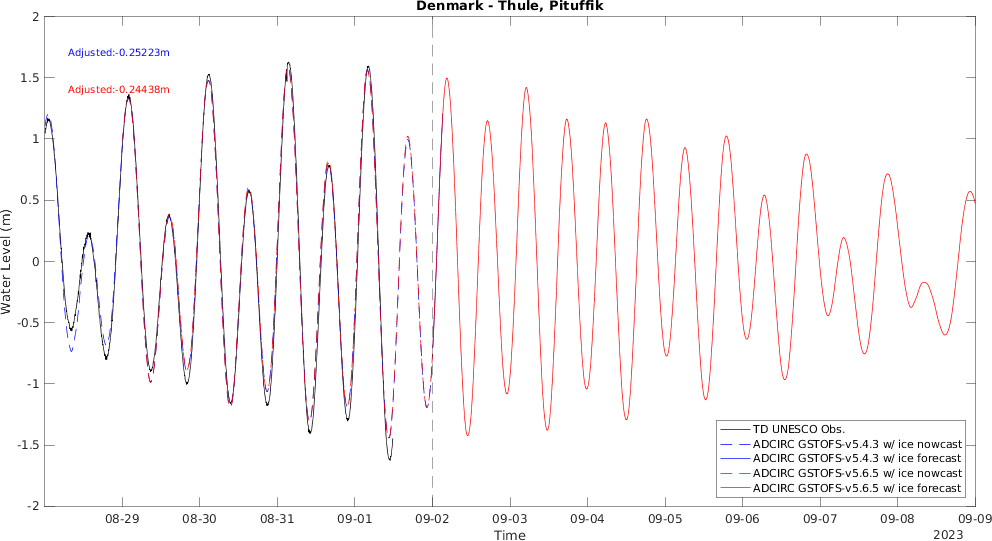 Denmark - Thule, Pituffik
Adjusted:-0.25223m
Adjusted:-0.24438m
Water Level (m)
2
1.5
1
0.5
0
-0.5
-1
-1.5
-2
TD UNESCO Obs.
ADCIRC GSTOFS-v5.4.3 w/ ice nowcast
ADCIRC GSTOFS-v5.4.3 w/ ice forecast
ADCIRC GSTOFS-v5.6.5 w/ ice nowcast
ADCIRC GSTOFS-v5.6.5 w/ ice forecast
08-29 08-30 08-31 09-01 09-02 09-03 09-04 09-05 09-06 09-07 09-08 09-09
Time
2023